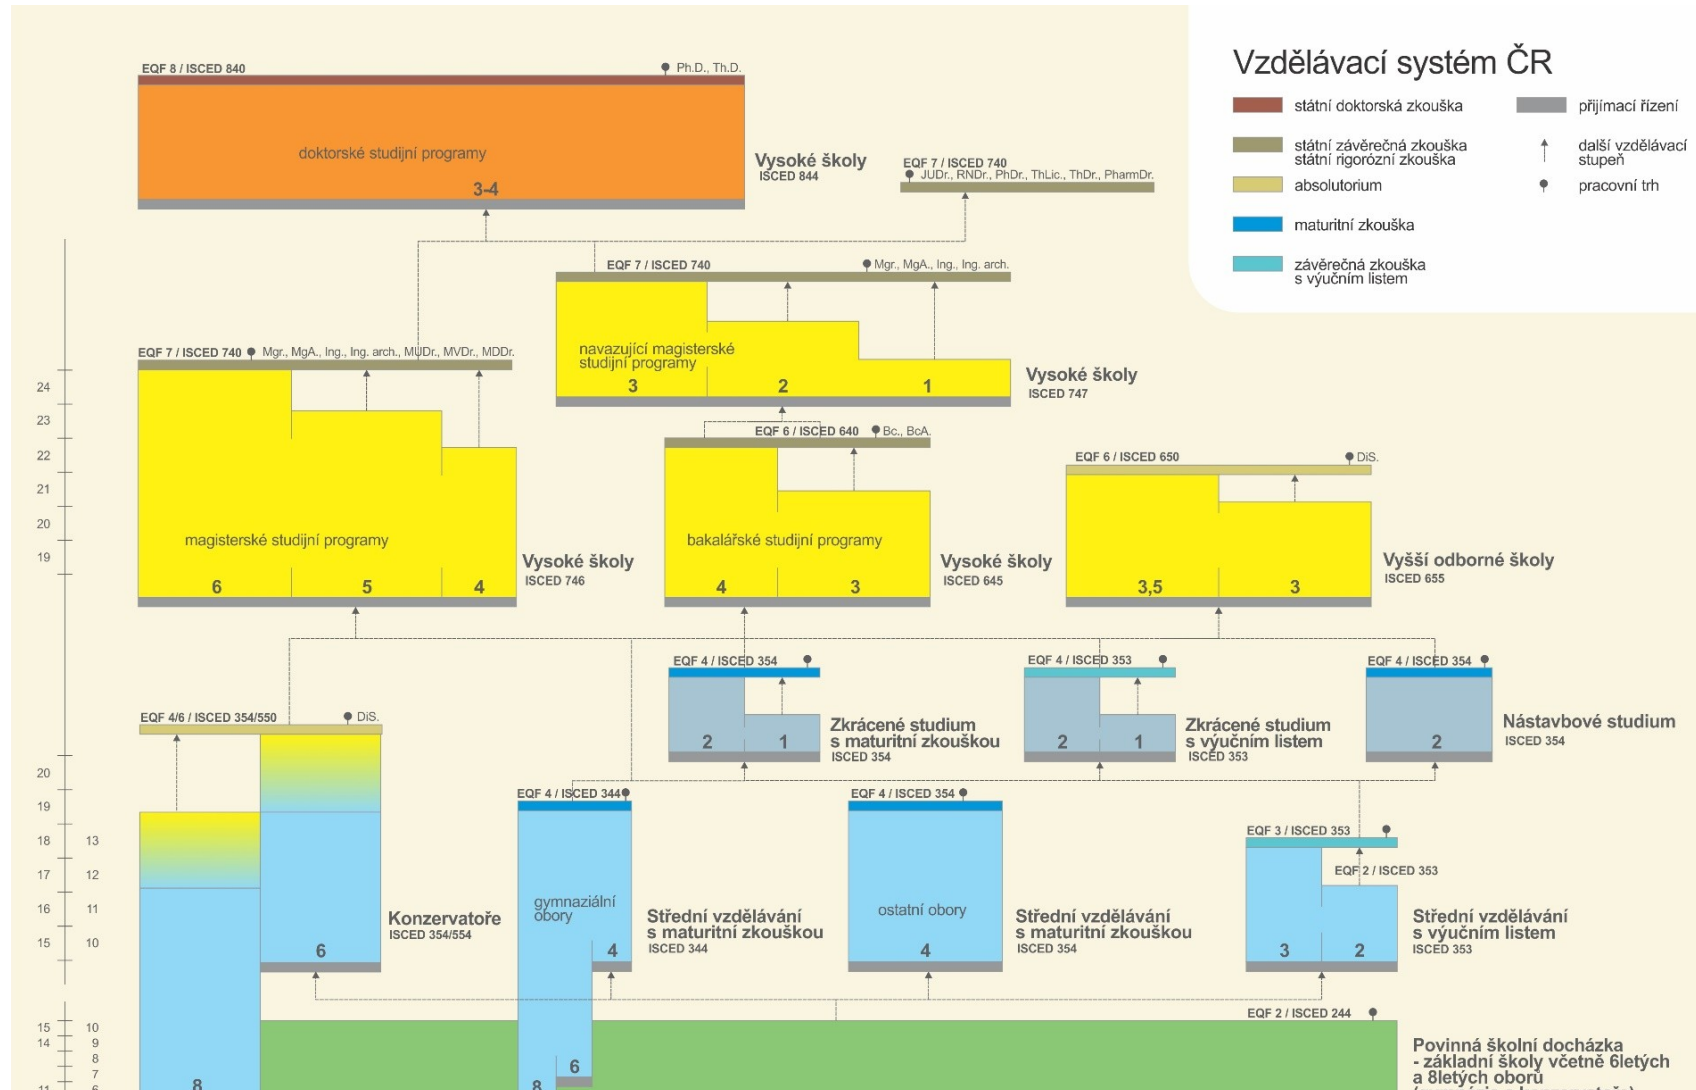 Vzdělávací systém ČR
státní doktorská zkouška
státní závěrečná zkouška
státní rigorózní zkouška
absolutorium
maturitní zkouška
závěrečná zkouška
s výučním listem
přijímací řízení
další vzdělávací
stupeň
pracovní trh
EQF 8 / ISCED 840
Ph.D., Th.D.
doktorské studijní programy
3-4
Vysoké školy
ISCED 844
EQF 7 / ISCED 740
JUDr., RNDr., PhDr., ThLic., ThDr., PharmDr.
EQF 7 / ISCED 740
Mgr., MgA., Ing., Ing. arch.
navazující magisterské
studijní programy
3
2
1
Vysoké školy
ISCED 747
EQF 7 / ISCED 740
Mgr., MgA., Ing., Ing. arch., MUDr., MVDr., MDDr.
magisterské studijní programy
6
5
4
Vysoké školy
ISCED 746
EQF 6 / ISCED 640
Bc., BcA.
bakalářské studijní programy
4
3
Vysoké školy
ISCED 645
EQF 6 / ISCED 650
DiS.
3,5
3
Vyšší odborné školy
ISCED 655
24
23
22
21
20
19
EQF 4 / ISCED 354
2
1
Zkrácené studium
s maturitní zkouškou
ISCED 354
EQF 4 / ISCED 353
2
1
Zkrácené studium
s výučním listem
ISCED 353
EQF 4 / ISCED 354
2
Nástavbové studium
ISCED 354
EQF 4/6 / ISCED 354/550
DiS.
6
Konzervatoře
ISCED 354/554
EQF 4 / ISCED 344
gymnaziální
obory
4
Střední vzdělávání
s maturitní zkouškou
ISCED 344
EQF 4 / ISCED 354
ostatní obory
4
Střední vzdělávání
s maturitní zkouškou
ISCED 354
EQF 3 / ISCED 353
EQF 2 / ISCED 353
3
2
Střední vzdělávání
s výučním listem
ISCED 353
20
19
18 13
17 12
16 11
15 10
EQF 2 / ISCED 244
15 10
14 9
8
7
6
8
8
Povinná školní docházka
- základní školy včetně 6letých
a 8letých oborů